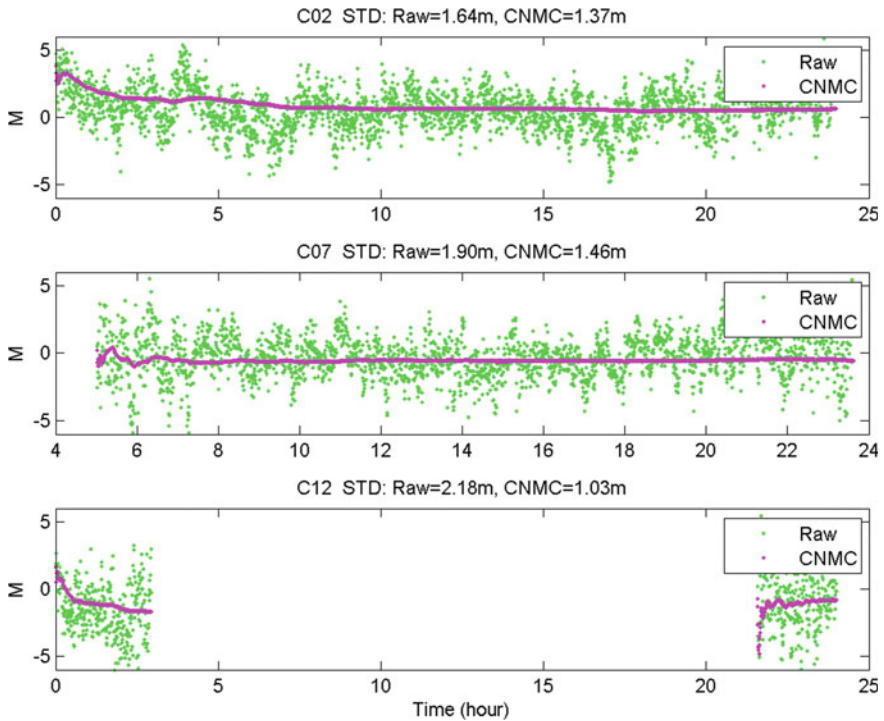 C02 STD: Raw=1.64m, CNMC=1.37m
5
0
-5
M
Raw
CNMC
0 5 10 15 20 25
C07 STD: Raw=1.90m, CNMC=1.46m
5
0
-5
M
Raw
CNMC
4 6 8 10 12 14 16 18 20 22 24
C12 STD: Raw=2.18m, CNMC=1.03m
5
0
-5
M
Raw
CNMC
0 5 10 15 20 25
Time (hour)